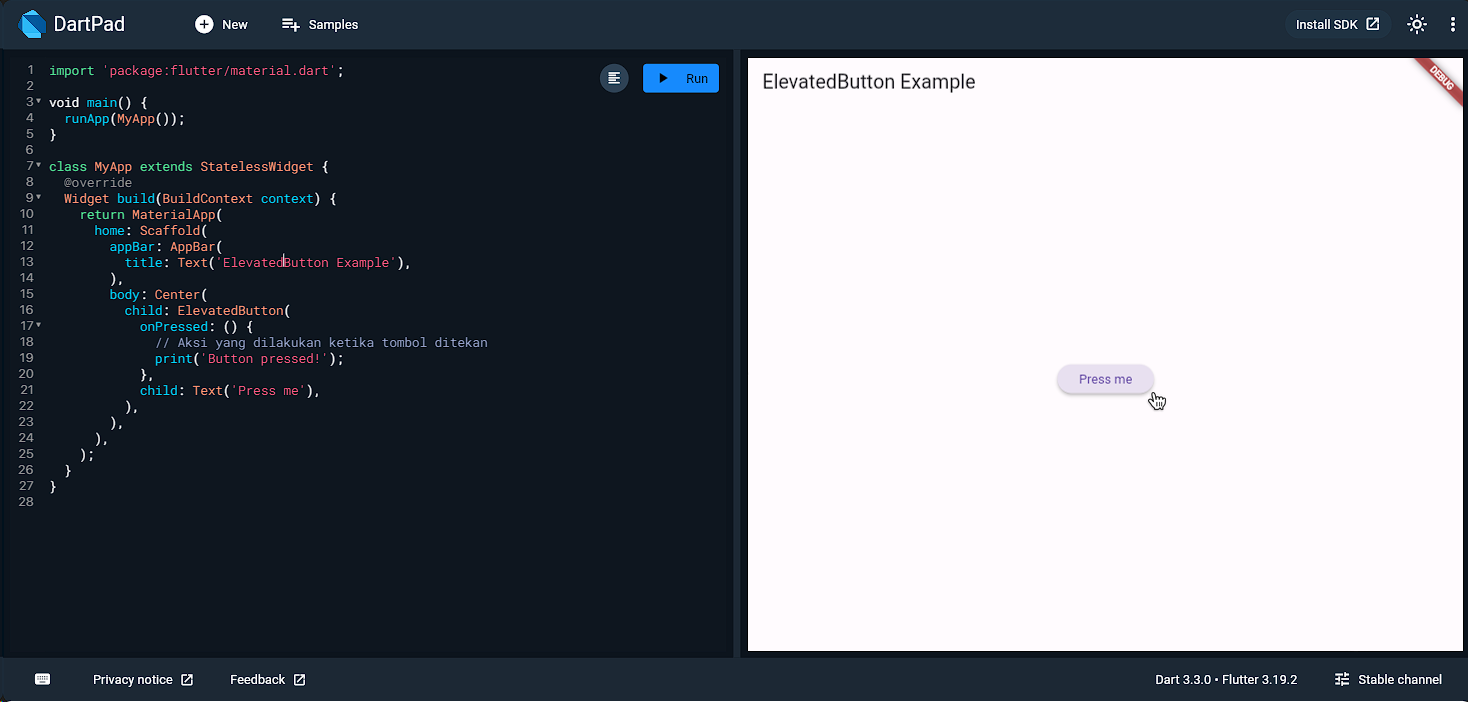 DartPad
New
Samples
Install SDK
1 import 'package:flutter/material.dart';
2
3 void main() {
4   runApp(MyApp());
5 }
6
7 class MyApp extends StatelessWidget {
8   @override
9   Widget build(BuildContext context) {
10     return MaterialApp(
11       home: Scaffold(
12         appBar: AppBar(
13           title: Text('ElevatedButton Example'),
14         ),
15         body: Center(
16           child: ElevatedButton(
17             onPressed: () {
18               // Aksi yang dilakukan ketika tombol ditekan
19               print('Button pressed!');
20             },
21             child: Text('Press me'),
22           ),
23         ),
24       ),
25     );
26   }
27 }
28
Run
ElevatedButton Example
DEBUG
Press me
Privacy notice
Feedback
Dart 3.3.0 • Flutter 3.19.2
Stable channel